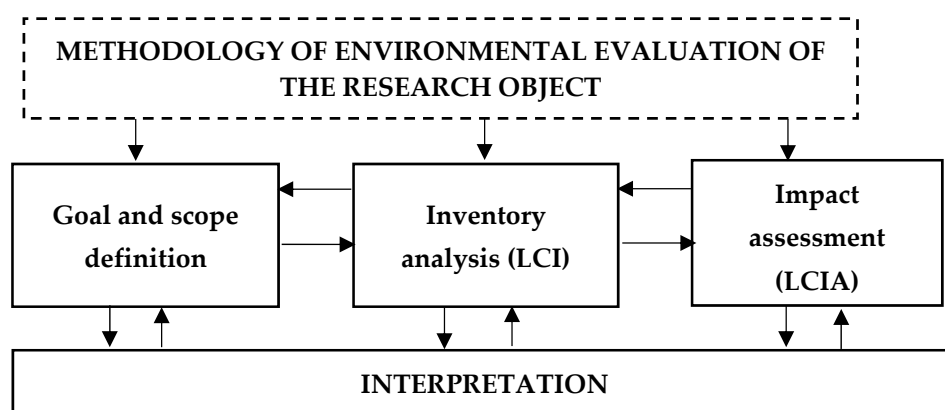 METHODOLOGY OF ENVIRONMENTAL EVALUATION OF
THE RESEARCH OBJECT
Goal and scope
definition
Inventory
analysis (LCI)
Impact
assessment
(LCIA)
INTERPRETATION